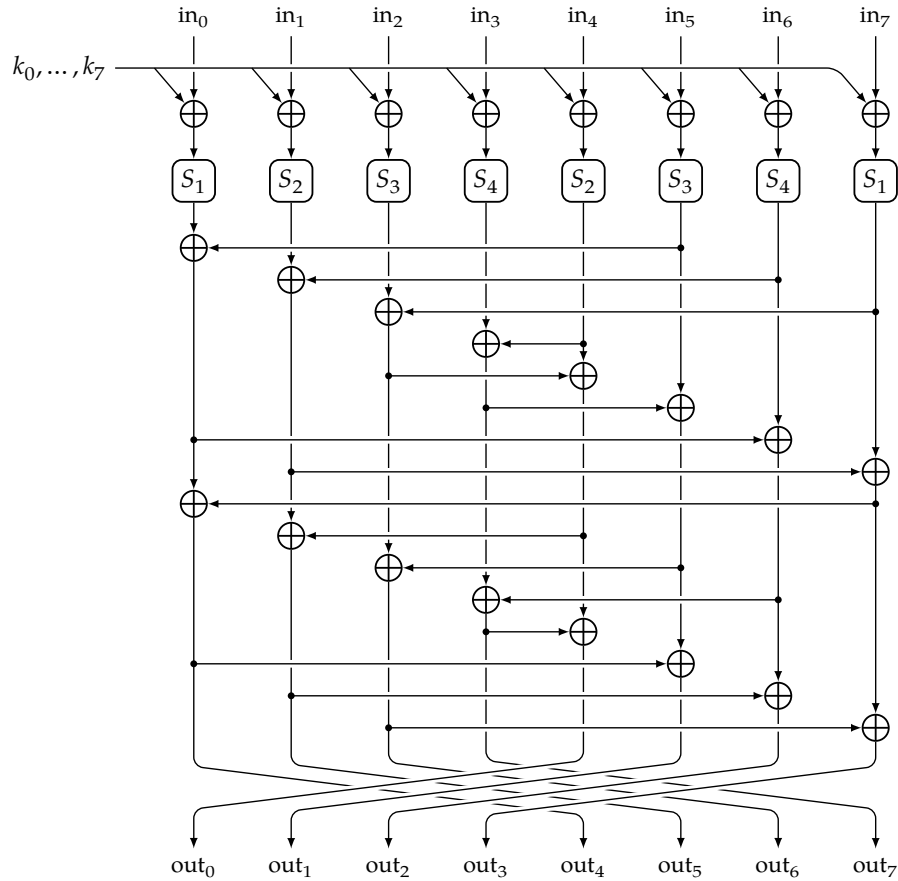 in₀ in₁ in₂ in₃ in₄ in₅ in₆ in₇
k₀, … , k₇
S₁ S₂ S₃ S₄ S₂ S₃ S₄ S₁
out₀ out₁ out₂ out₃ out₄ out₅ out₆ out₇